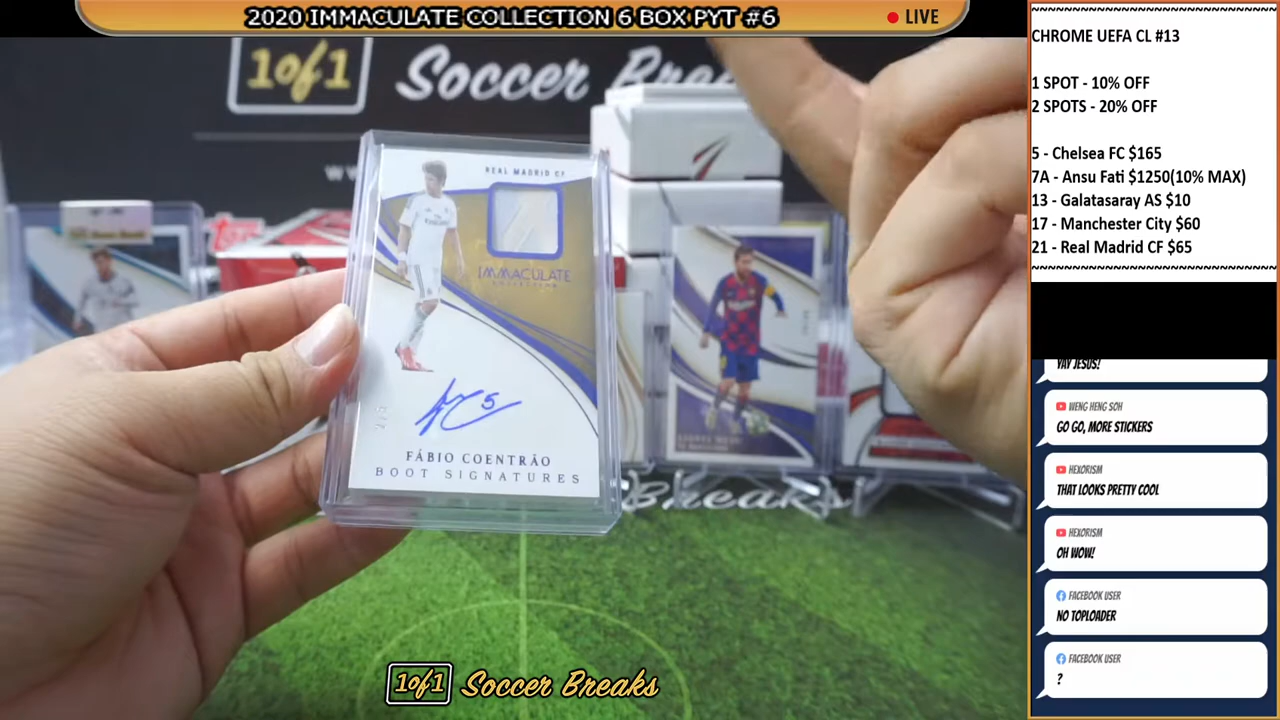 2020 IMMACULATE COLLECTION 6 BOX PYT #6
LIVE
1of1 Soccer Breaks
REAL MADRID CF
IMMACULATE
COLLECTION
FÁBIO COENTRÃO
BOOT SIGNATURES
Breaks
1of1 Soccer Breaks
CHROME UEFA CL #13
1 SPOT - 10% OFF
2 SPOTS - 20% OFF
5 - Chelsea FC $165
7A - Ansu Fati $1250(10% MAX)
13 - Galatasaray AS $10
17 - Manchester City $60
21 - Real Madrid CF $65
YAY JESUS!
WENG HENG SOH
GO GO, MORE STICKERS
HEXORISM
THAT LOOKS PRETTY COOL
HEXORISM
OH WOW!
FACEBOOK USER
NO TOPLOADER
FACEBOOK USER
?